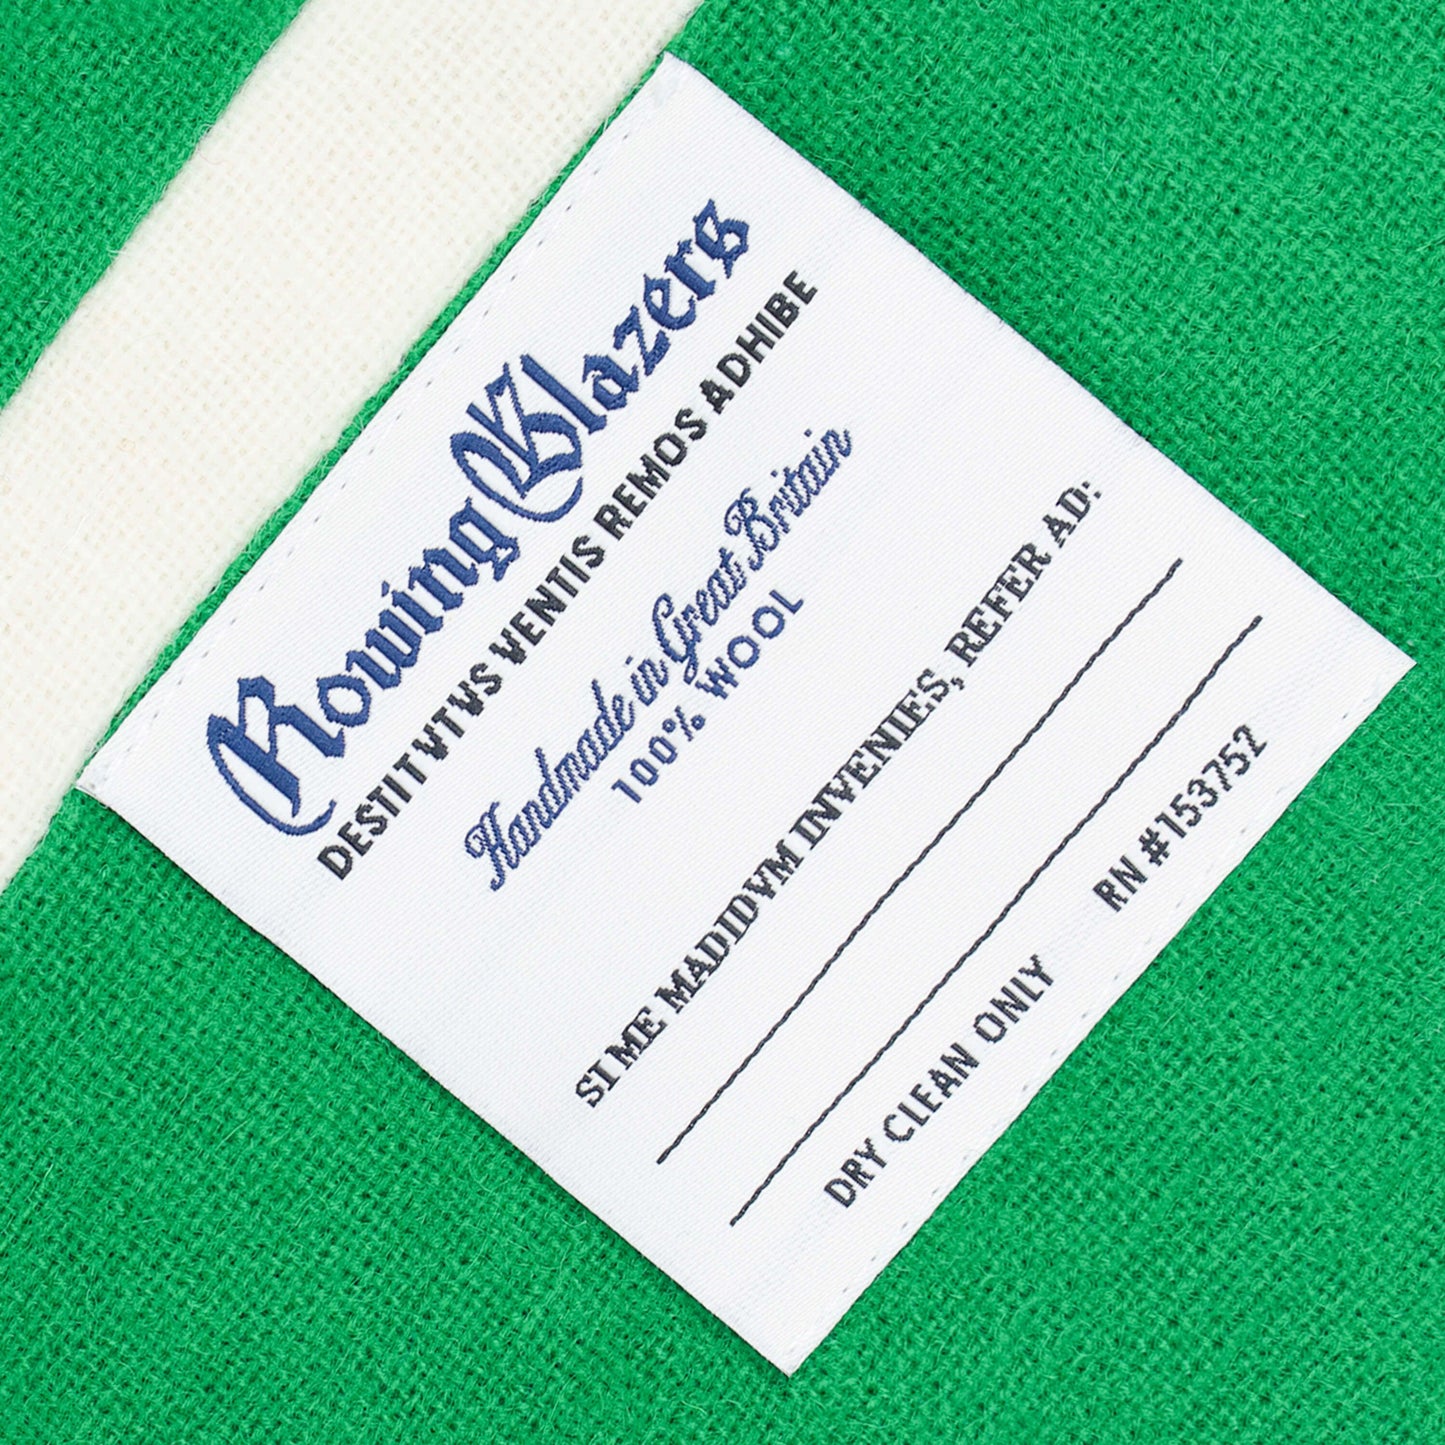 Rowing Blazers
DESTITVTVS VENTIS REMOS ADHIBE
Handmade in Great Britain
100% WOOL
SI ME MADIDVM INVENIES, REFER AD:
DRY CLEAN ONLY RN #153752